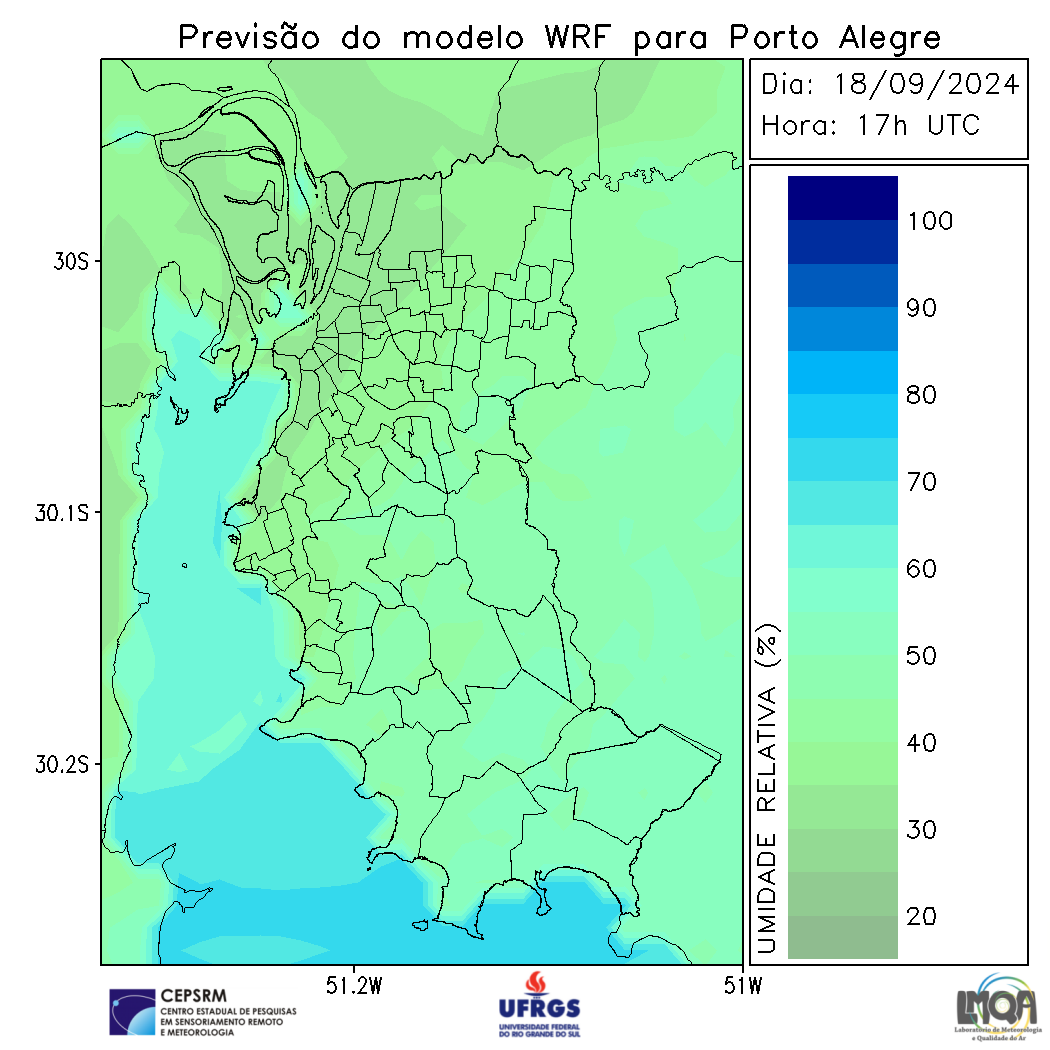 Previsão do modelo WRF para Porto Alegre
Dia: 18/09/2024
Hora: 17h UTC
30S
30.1S
30.2S
51.2W
51W
100
90
80
70
60
50
40
30
20
UMIDADE RELATIVA (%)
CEPSRM
CENTRO ESTADUAL DE PESQUISAS
EM SENSORIAMENTO REMOTO
E METEOROLOGIA
UFRGS
UNIVERSIDADE FEDERAL
DO RIO GRANDE DO SUL
LMQA
Laboratório de Meteorologia
e Qualidade do Ar